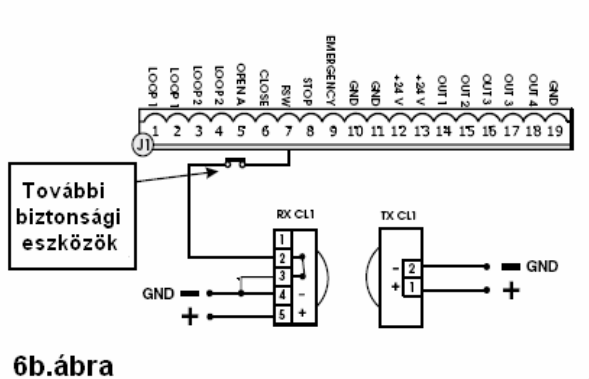 LOOP 1
LOOP 1
LOOP 2
LOOP 2
OPEN A
CLOSE
FSW
STOP
EMERGENCY
GND
GND
+24 V
+24 V
OUT 1
OUT 2
OUT 3
OUT 3
OUT 4
GND
1 2 3 4 5 6 7 8 9 10 11 12 13 14 15 16 17 18 19
J1
További
biztonsági
eszközök
RX CL1
1
2
3
4 -
5 +
GND -
+
TX CL1
- 2
+ 1
- GND
+
6b.ábra